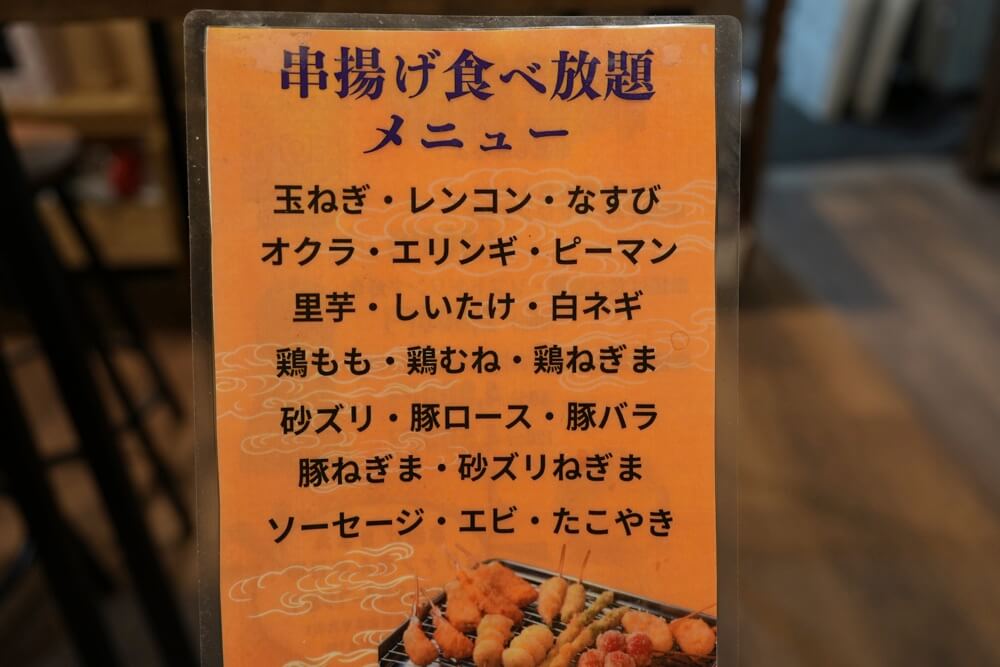 串揚げ食べ放題
メニュー
玉ねぎ・レンコン・なすび
オクラ・エリンギ・ピーマン
里芋・しいたけ・白ネギ
鶏もも・鶏むね・鶏ねぎま
砂ズリ・豚ロース・豚バラ
豚ねぎま・砂ズリねぎま
ソーセージ・エビ・たこやき